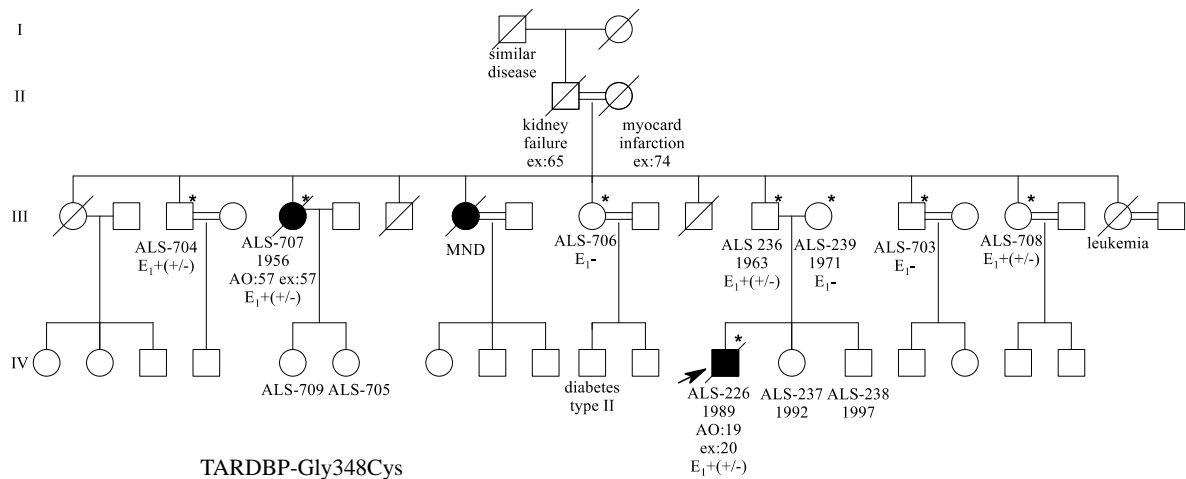 I
similar
disease
II
kidney
failure
ex:65
myocard
infarction
ex:74
III
* * * * * * *
ALS-704
E₁+(+/-)
ALS-707
1956
AO:57 ex:57
E₁+(+/-)
MND
ALS-706
E₁-
ALS 236
1963
E₁+(+/-)
ALS-239
1971
E₁-
ALS-703
E₁-
ALS-708
E₁+(+/-)
leukemia
IV
*
ALS-709 ALS-705
diabetes
type II
ALS-226
1989
AO:19
ex:20
E₁+(+/-)
ALS-237
1992
ALS-238
1997
TARDBP-Gly348Cys